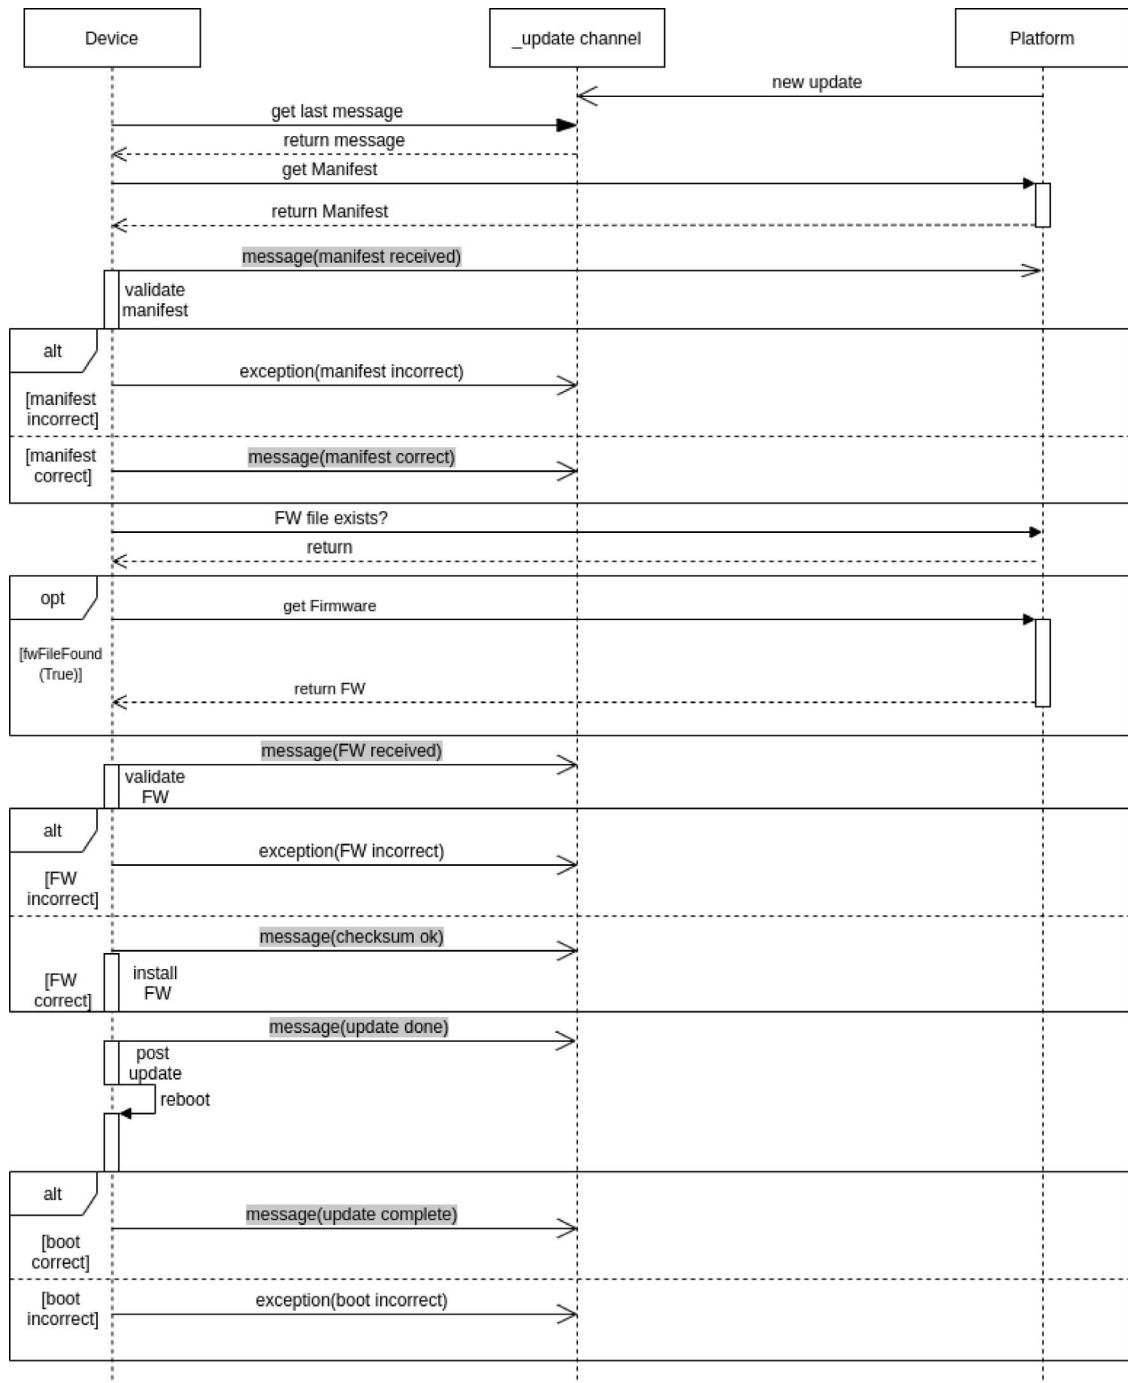 Device
_update channel
Platform
new update
get last message
return message
get Manifest
return Manifest
message(manifest received)
validate
manifest
alt
exception(manifest incorrect)
[manifest
incorrect]
[manifest
correct]
message(manifest correct)
FW file exists?
return
opt
get Firmware
[fwFileFound
(True)]
return FW
message(FW received)
validate
FW
alt
exception(FW incorrect)
[FW
incorrect]
message(checksum ok)
[FW
correct]
install
FW
message(update done)
post
update
reboot
alt
message(update complete)
[boot
correct]
[boot
incorrect]
exception(boot incorrect)